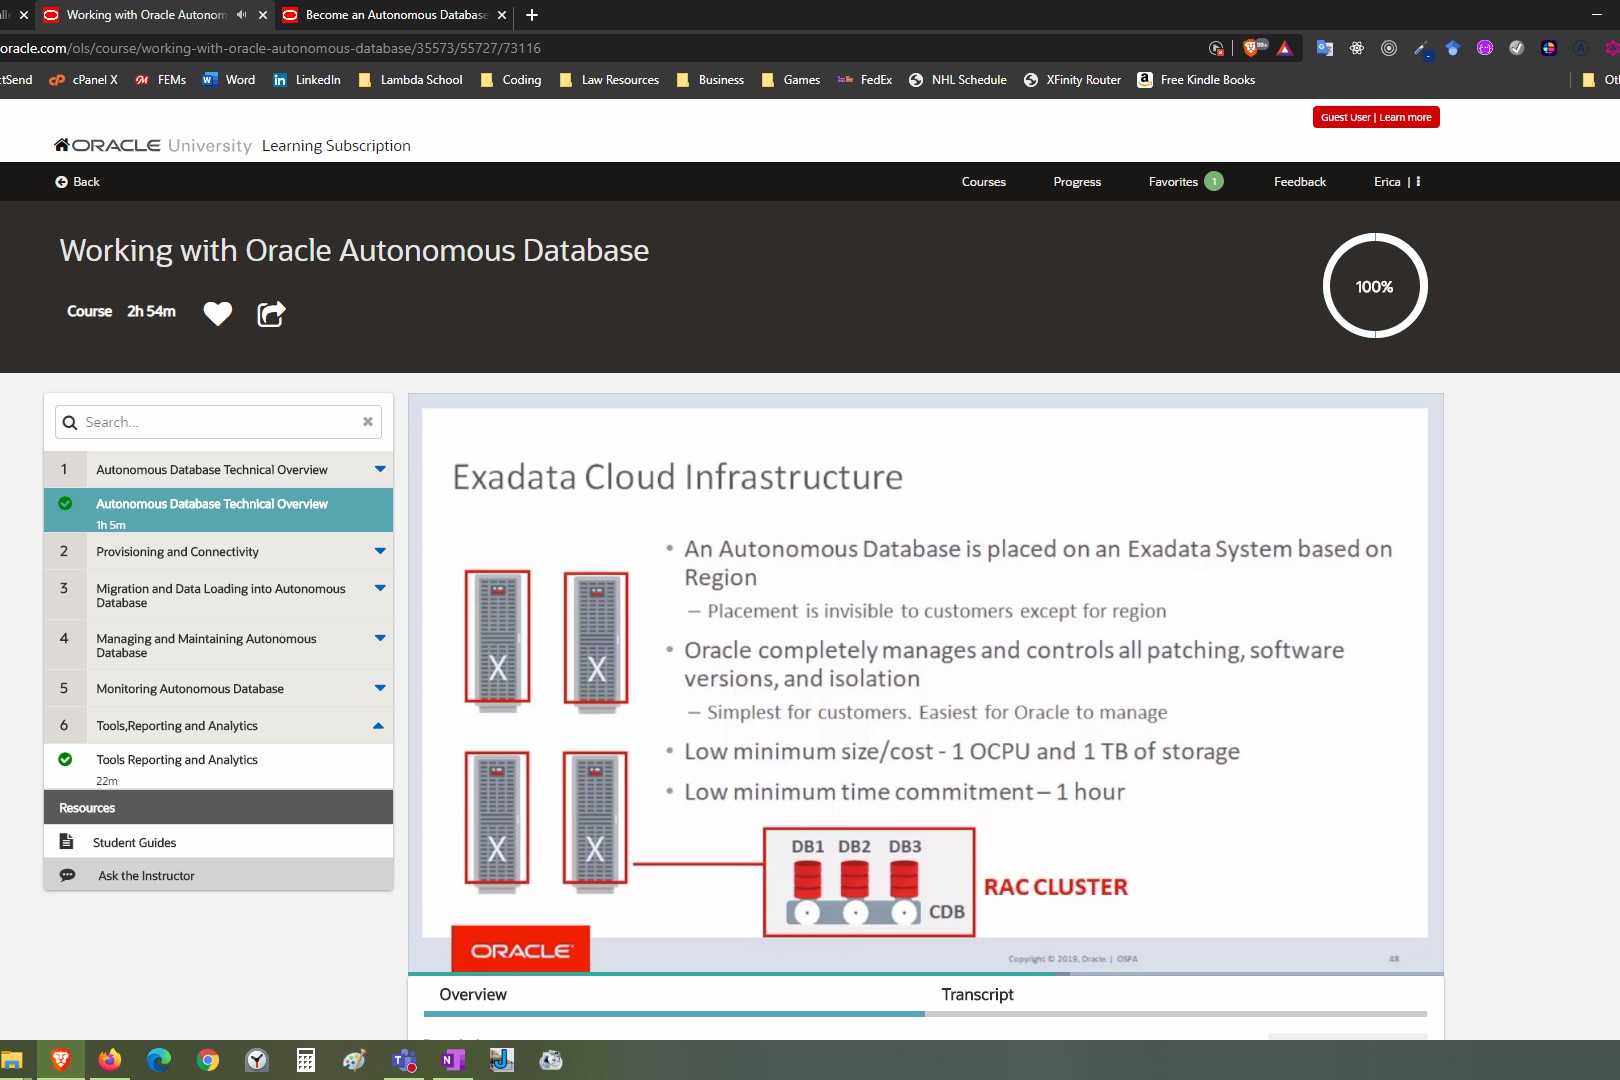 Working with Oracle Autonom
Become an Autonomous Database
oracle.com/ols/course/working-with-oracle-autonomous-database/35573/55727/73116
99+
ctSend cPanel X FEMs Word LinkedIn Lambda School Coding Law Resources Business Games FedEx NHL Schedule XFinity Router Free Kindle Books
Guest User | Learn more
ORACLE University Learning Subscription
Back Courses Progress Favorites 1 Feedback Erica |
Working with Oracle Autonomous Database
Course 2h 54m
100%
Search...
1 Autonomous Database Technical Overview
Autonomous Database Technical Overview
1h 5m
2 Provisioning and Connectivity
3 Migration and Data Loading into Autonomous
Database
4 Managing and Maintaining Autonomous
Database
5 Monitoring Autonomous Database
6 Tools,Reporting and Analytics
Tools Reporting and Analytics
22m
Resources
Student Guides
Ask the Instructor
Exadata Cloud Infrastructure
• An Autonomous Database is placed on an Exadata System based on
Region
– Placement is invisible to customers except for region
• Oracle completely manages and controls all patching, software
versions, and isolation
– Simplest for customers. Easiest for Oracle to manage
• Low minimum size/cost - 1 OCPU and 1 TB of storage
• Low minimum time commitment – 1 hour
X X
X X
DB1 DB2 DB3
CDB
RAC CLUSTER
ORACLE
Copyright © 2019, Oracle. | OSPA
48
Overview Transcript